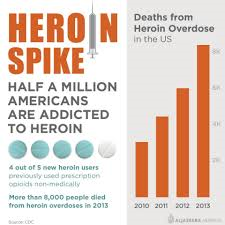 HEROIN
SPIKE
HALF A MILLION
AMERICANS
ARE ADDICTED
TO HEROIN
4 out of 5 new heroin users
previously used prescription
opioids non-medically
More than 8,000 people died
from heroin overdoses in 2013
Source: CDC
Deaths from
Heroin Overdose
in the US
8K
6K
4K
2K
2010 2011 2012 2013
ALJAZEERA AMERICA